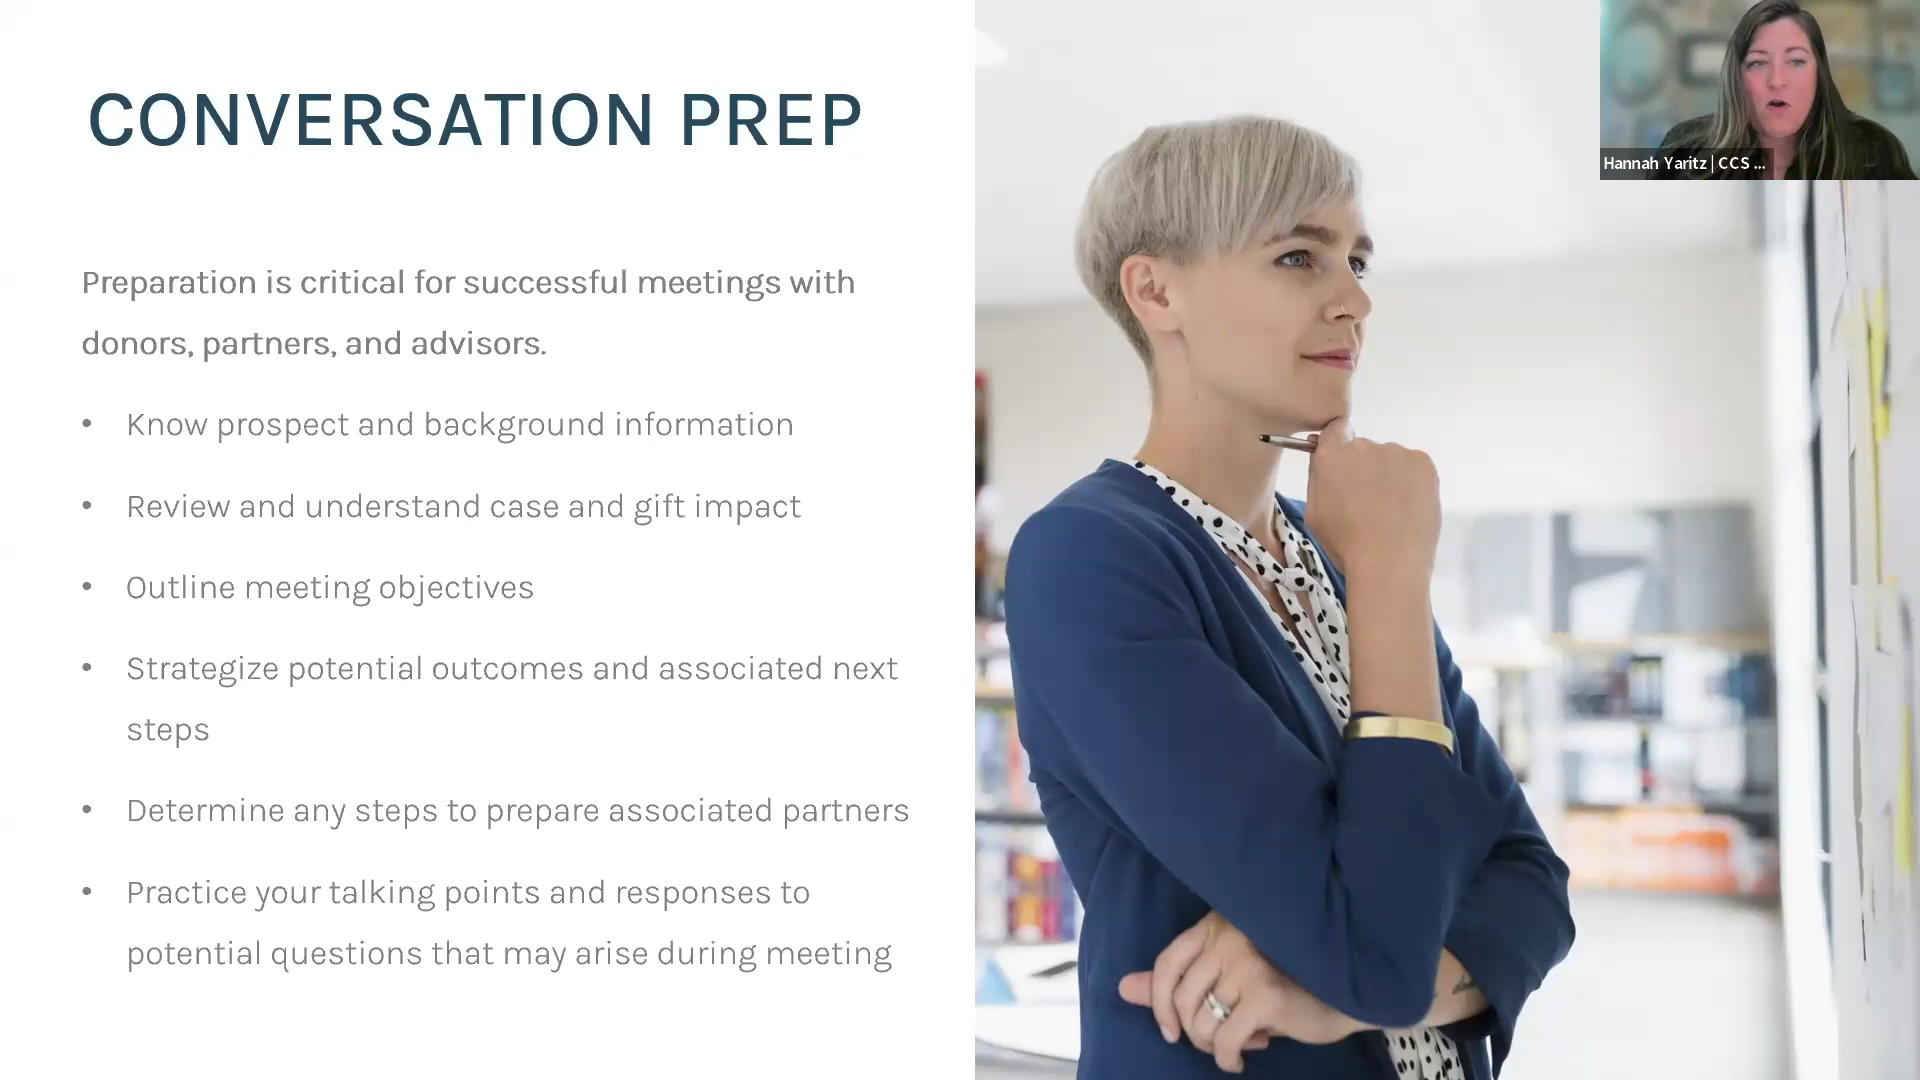 CONVERSATION PREP
Preparation is critical for successful meetings with
donors, partners, and advisors.
• Know prospect and background information
• Review and understand case and gift impact
• Outline meeting objectives
• Strategize potential outcomes and associated next
steps
• Determine any steps to prepare associated partners
• Practice your talking points and responses to
potential questions that may arise during meeting
Hannah Yaritz | CCS ...